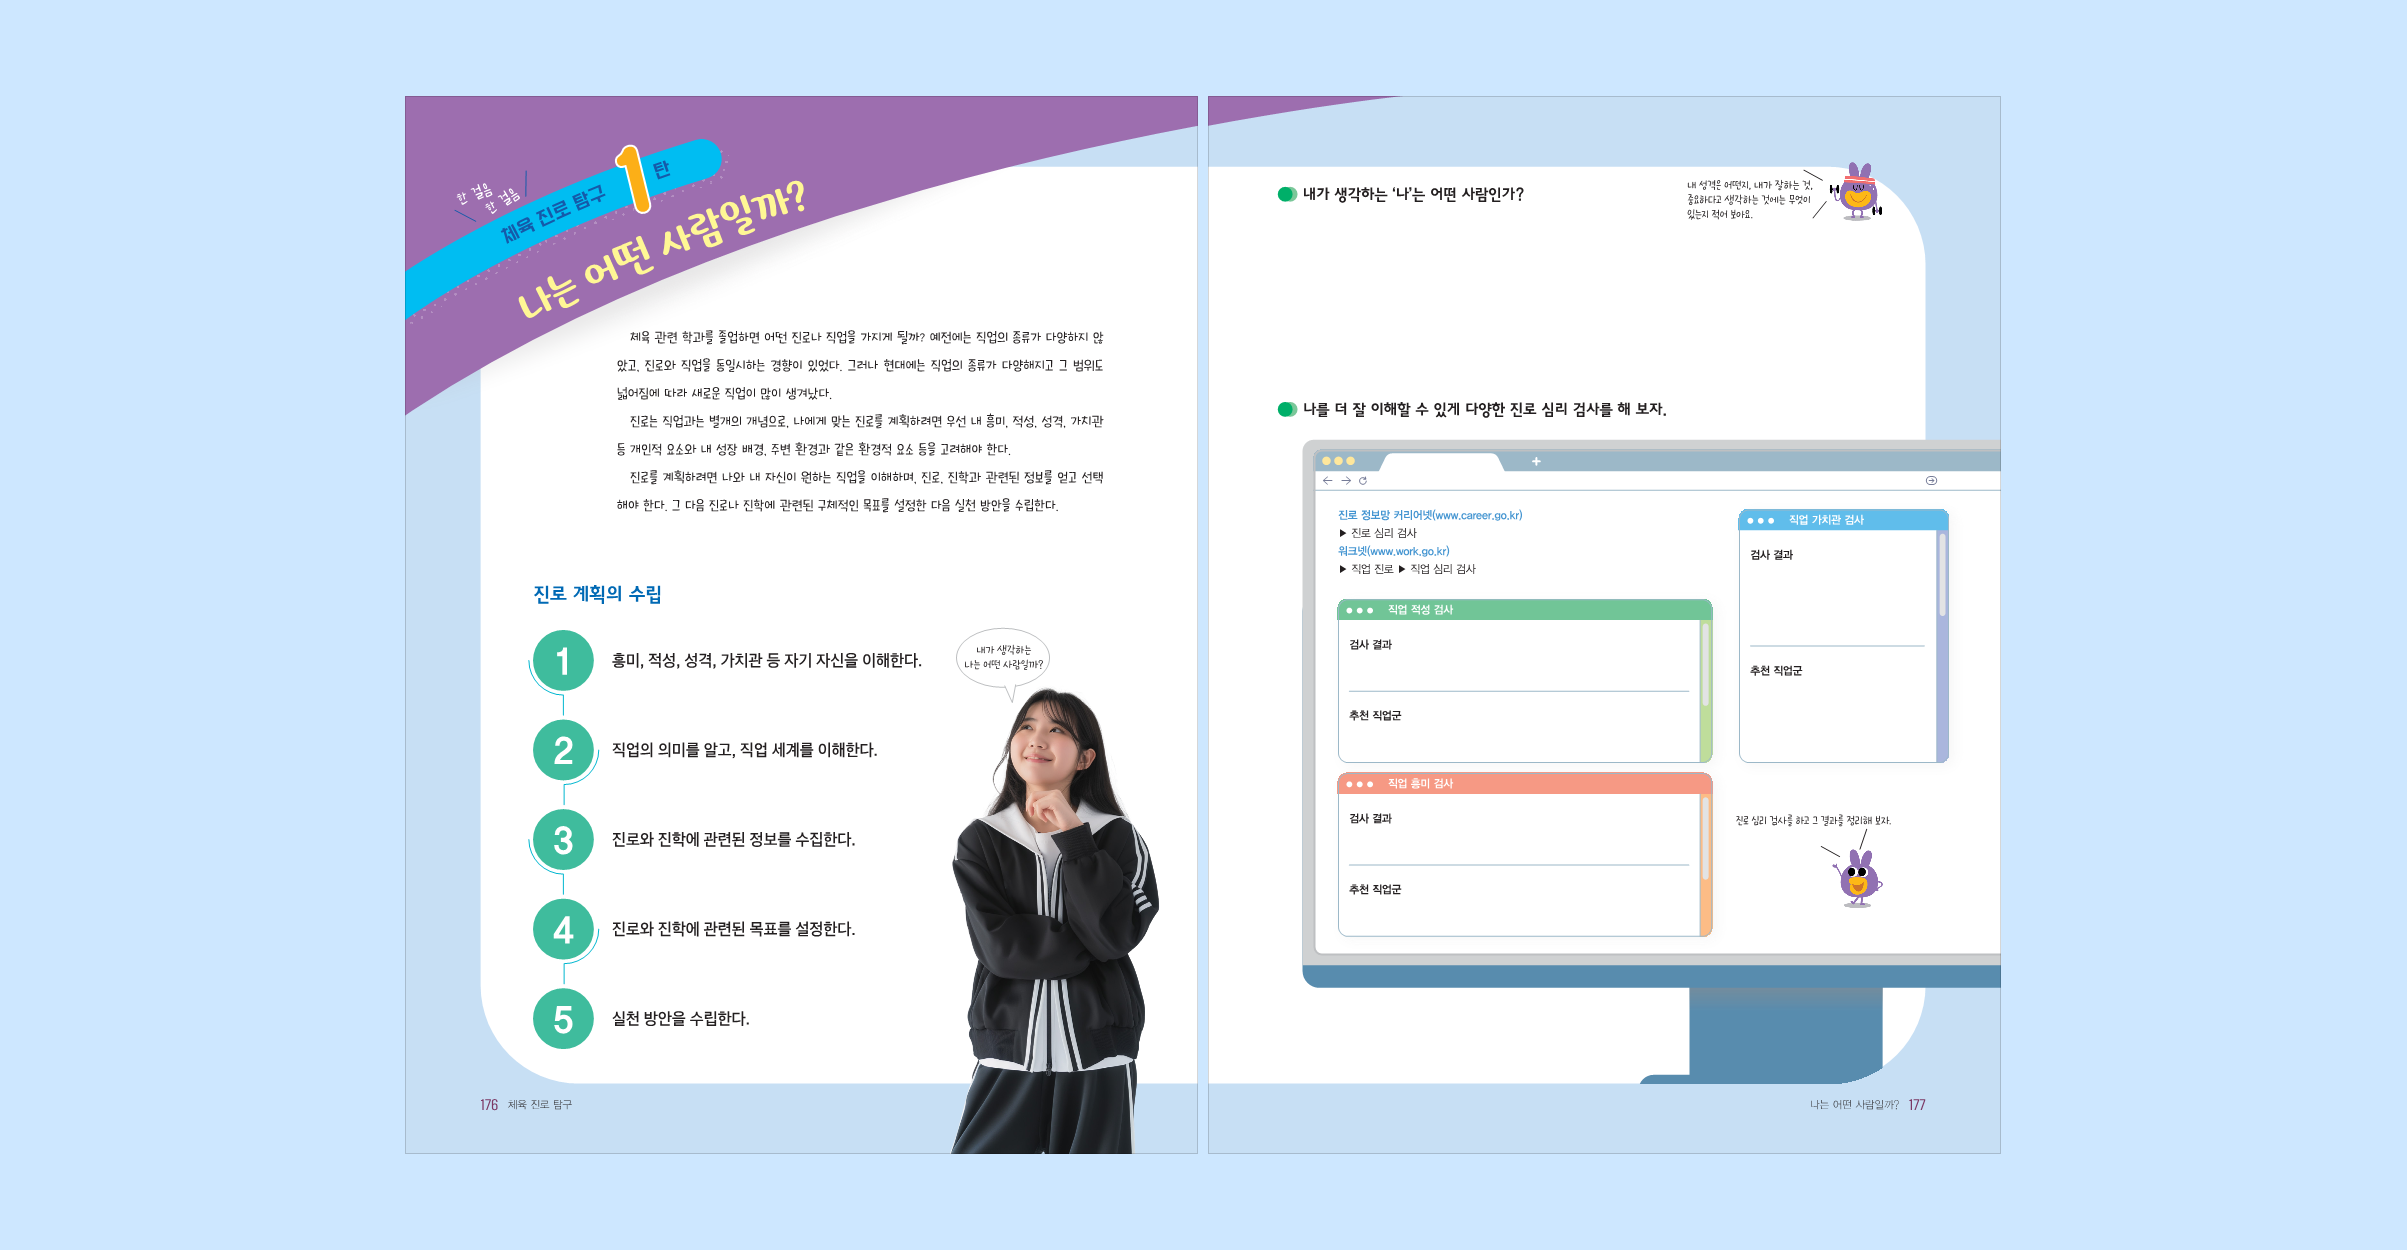 한 걸음
한 걸음
체육 진로 탐구 1 탄
나는 어떤 사람일까?
체육 관련 학과를 졸업하면 어떤 진로나 직업을 가지게 될까? 예전에는 직업의 종류가 다양하지 않
았고, 진로와 직업을 동일시하는 경향이 있었다. 그러나 현대에는 직업의 종류가 다양해지고 그 범위도
넓어짐에 따라 새로운 직업이 많이 생겨났다.
진로는 직업과는 별개의 개념으로, 나에게 맞는 진로를 계획하려면 우선 내 흥미, 적성, 성격, 가치관
등 개인적 요소와 내 성장 배경, 주변 환경과 같은 환경적 요소 등을 고려해야 한다.
진로를 계획하려면 나와 내 자신이 원하는 직업을 이해하며, 진로, 진학과 관련된 정보를 얻고 선택
해야 한다. 그 다음 진로나 진학에 관련된 구체적인 목표를 설정한 다음 실천 방안을 수립한다.
진로 계획의 수립
1 흥미, 적성, 성격, 가치관 등 자기 자신을 이해한다.
2 직업의 의미를 알고, 직업 세계를 이해한다.
3 진로와 진학에 관련된 정보를 수집한다.
4 진로와 진학에 관련된 목표를 설정한다.
5 실천 방안을 수립한다.
내가 생각하는
나는 어떤 사람일까?
176 체육 진로 탐구
내가 생각하는 ‘나’는 어떤 사람인가?
내 성격은 어떤지, 내가 잘하는 것,
중요하다고 생각하는 것에는 무엇이
있는지 적어 보아요.
나를 더 잘 이해할 수 있게 다양한 진로 심리 검사를 해 보자.
진로 정보망 커리어넷(www.career.go.kr)
▶ 진로 심리 검사
워크넷(www.work.go.kr)
▶ 직업 진로 ▶ 직업 심리 검사
직업 적성 검사
검사 결과
추천 직업군
직업 흥미 검사
검사 결과
추천 직업군
직업 가치관 검사
검사 결과
추천 직업군
진로 심리 검사를 하고 그 결과를 정리해 보자.
나는 어떤 사람일까? 177